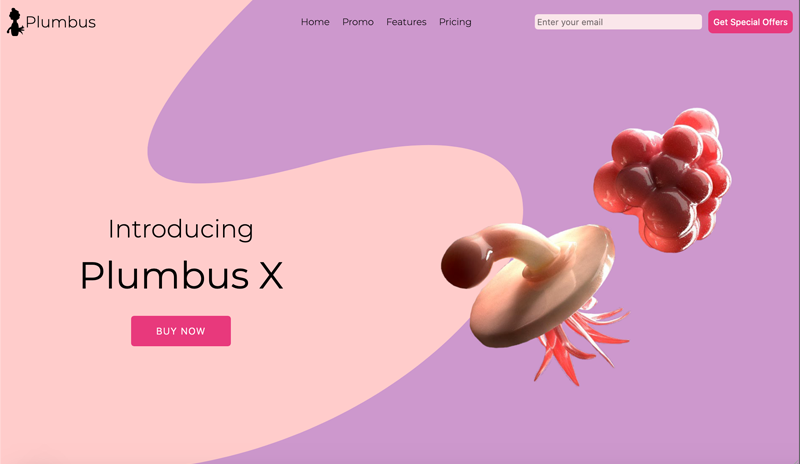 Plumbus
Home Promo Features Pricing
Enter your email
Get Special Offers
Introducing
Plumbus X
BUY NOW